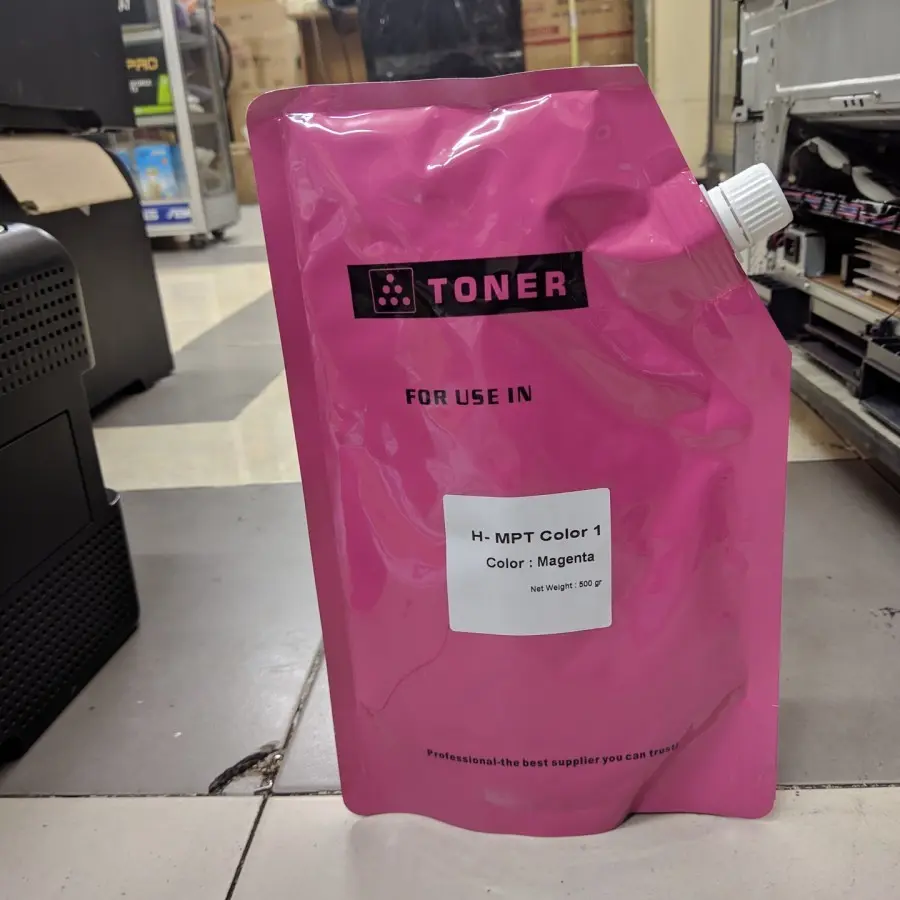 PRO
TONER
FOR USE IN
H- MPT Color 1
Color : Magenta
Net Weight : 500 gr
Professional-the best supplier you can trust!